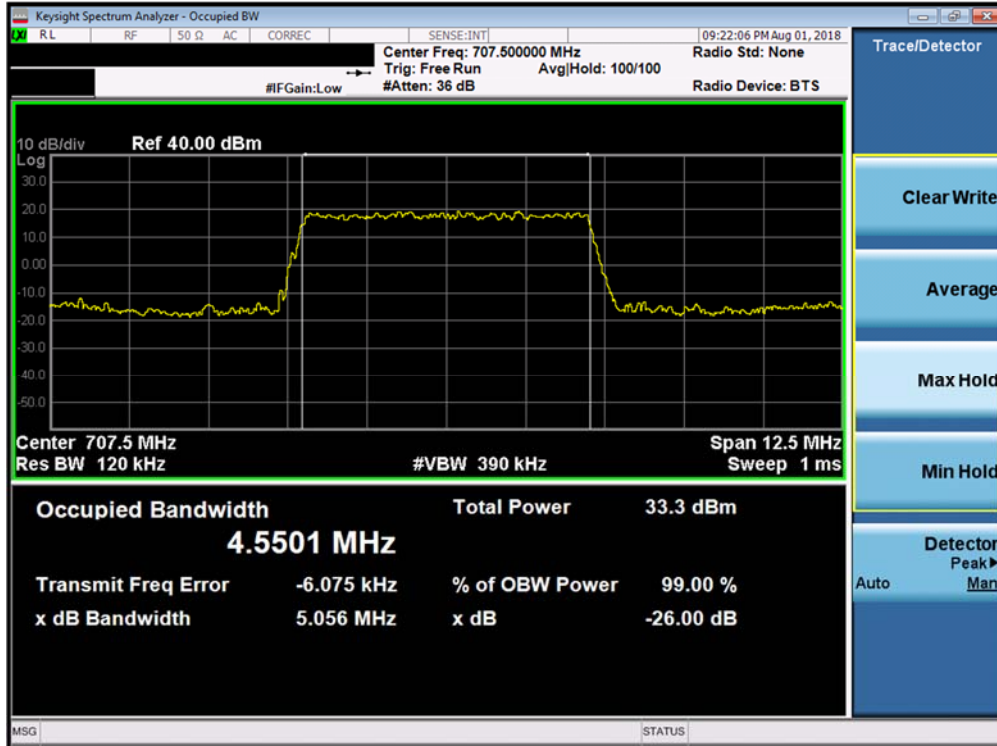 Keysight Spectrum Analyzer - Occupied BW
LXI RL RF 50 Ω AC CORREC SENSE:INT 09:22:06 PM Aug 01, 2018
Center Freq: 707.500000 MHz Radio Std: None
Trig: Free Run Avg|Hold: 100/100
#IFGain:Low #Atten: 36 dB Radio Device: BTS
Trace/Detector
10 dB/div Ref 40.00 dBm
Log
30.0
20.0
10.0
0.00
-10.0
-20.0
-30.0
-40.0
-50.0
Center 707.5 MHz Span 12.5 MHz
Res BW 120 kHz #VBW 390 kHz Sweep 1 ms
Occupied Bandwidth Total Power 33.3 dBm
4.5501 MHz
Transmit Freq Error -6.075 kHz % of OBW Power 99.00 %
x dB Bandwidth 5.056 MHz x dB -26.00 dB
Clear Write
Average
Max Hold
Min Hold
Detector
Peak▶
Auto Man
MSG STATUS